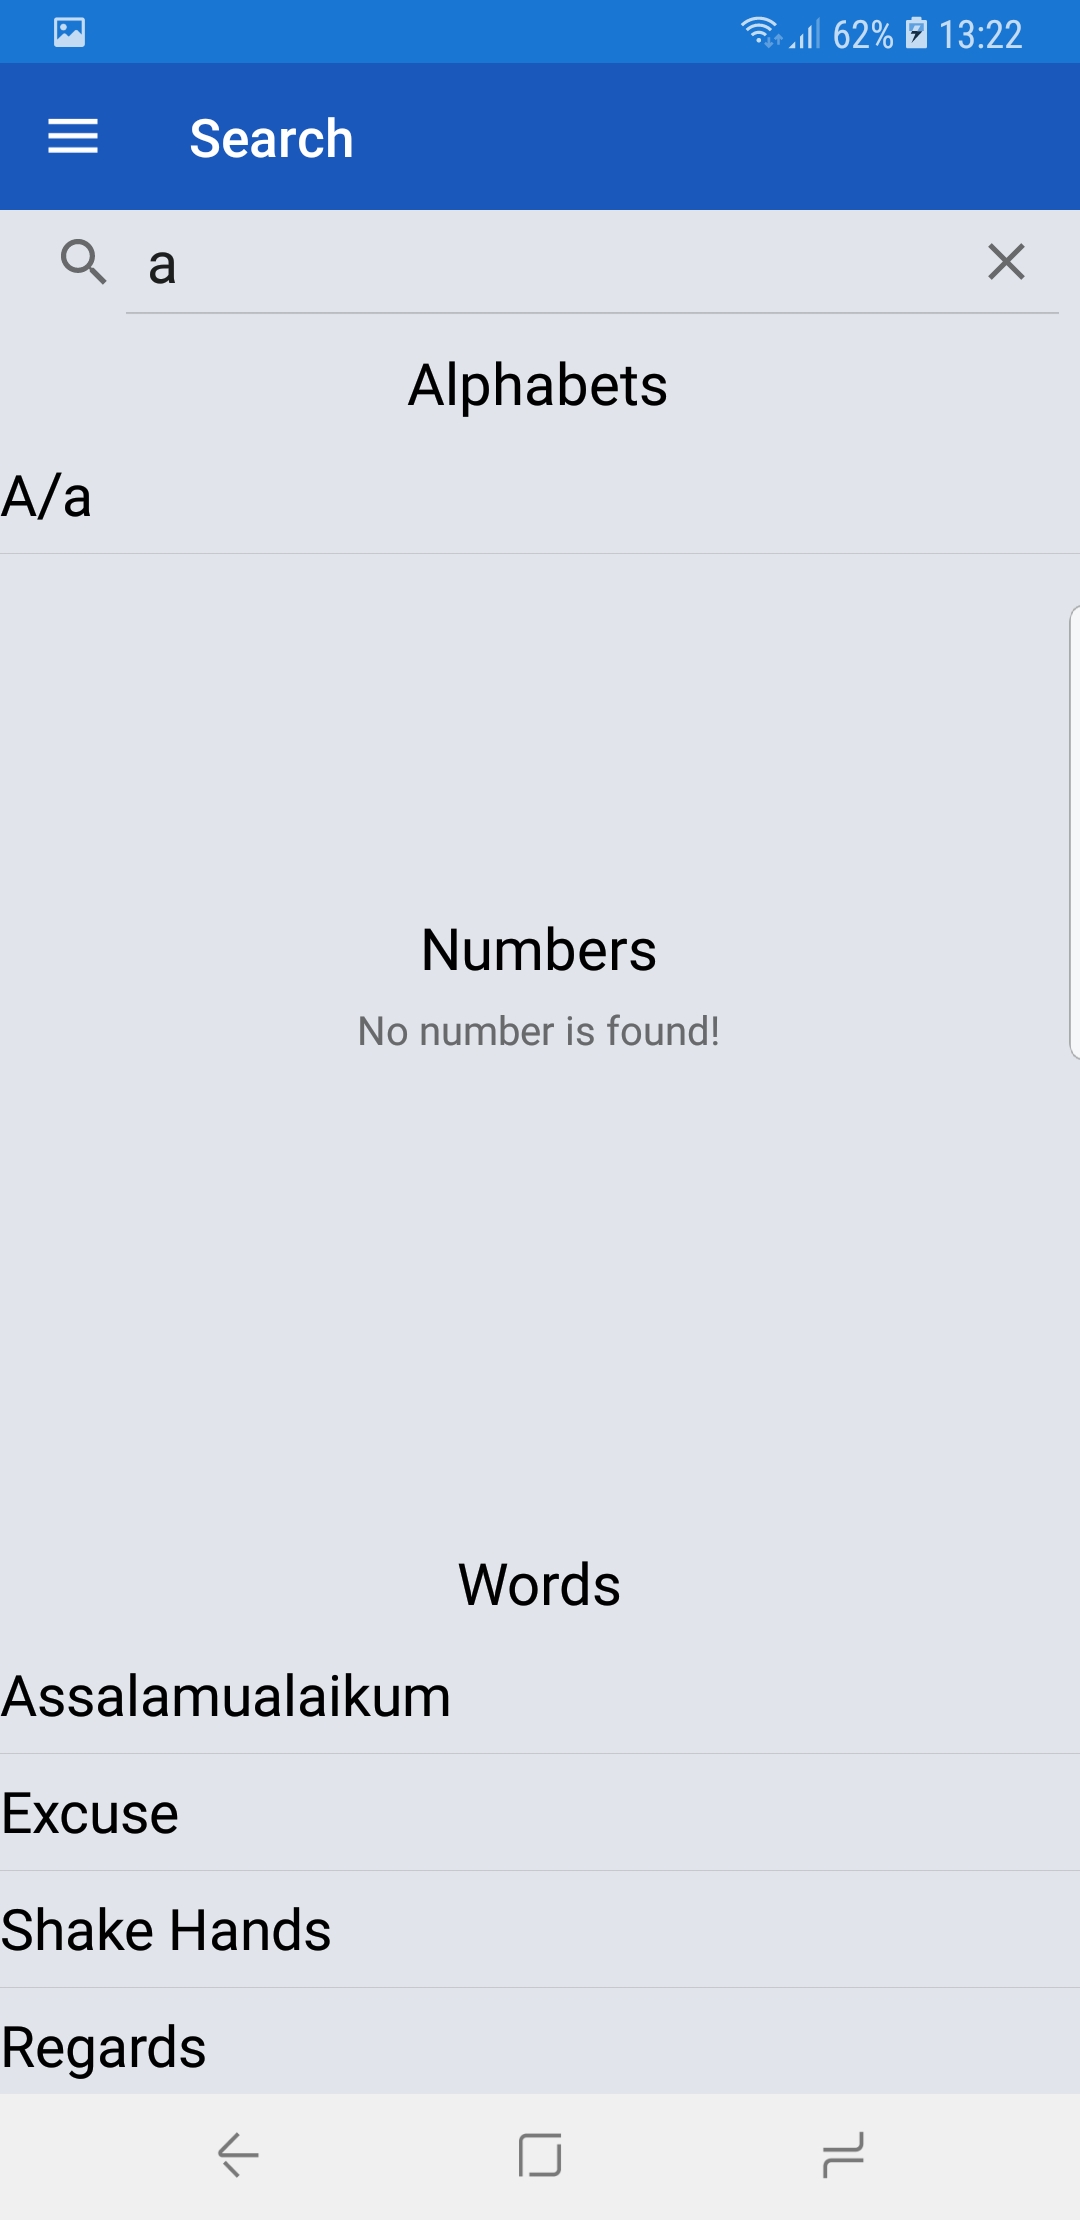 62% 13:22
Search
a
Alphabets
A/a
Numbers
No number is found!
Words
Assalamualaikum
Excuse
Shake Hands
Regards